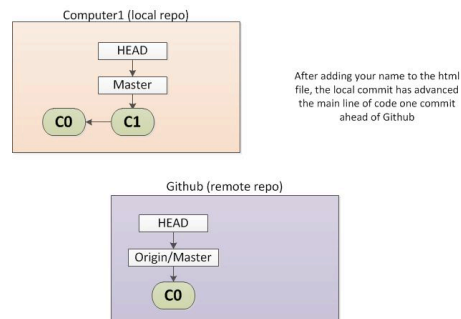 Computer1 (local repo)
HEAD
Master
C0
C1
After adding your name to the html
file, the local commit has advanced
the main line of code one commit
ahead of Github
Github (remote repo)
HEAD
Origin/Master
C0